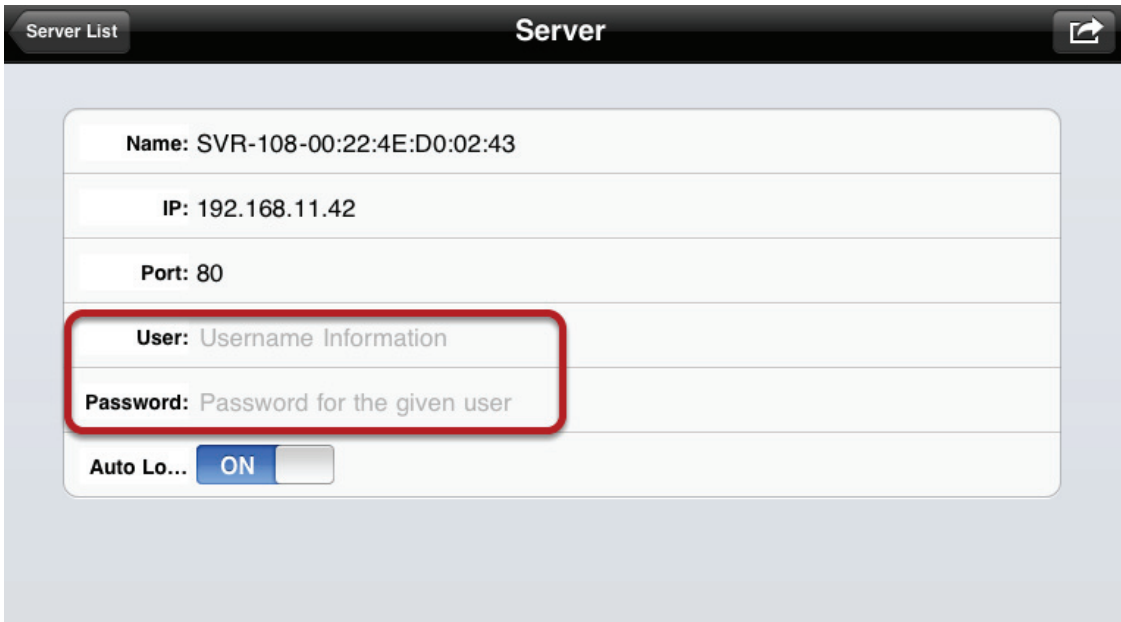 Server List
Server
Name: SVR-108-00:22:4E:D0:02:43
IP: 192.168.11.42
Port: 80
User: Username Information
Password: Password for the given user
Auto Lo... ON